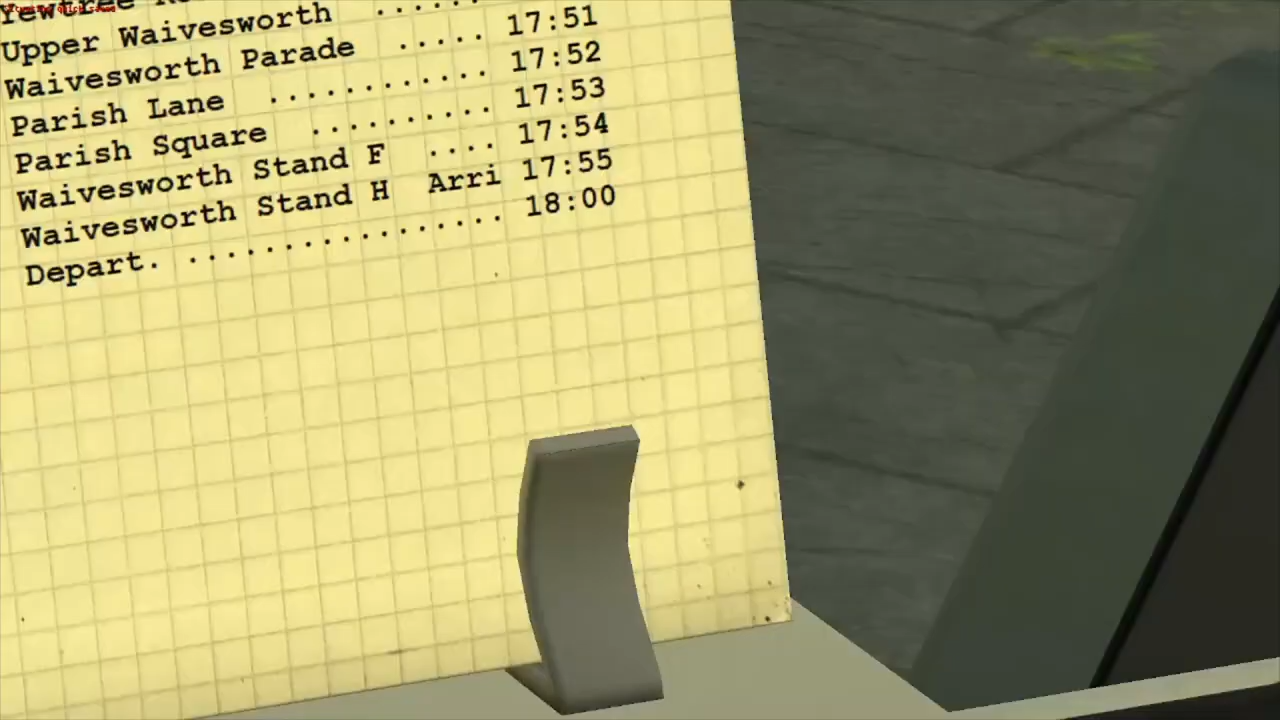 Upper Waivesworth ......
Waivesworth Parade ..... 17:51
Parish Lane ............ 17:52
Parish Square .......... 17:53
Waivesworth Stand F .... 17:54
Waivesworth Stand H Arri 17:55
Depart. ................. 18:00